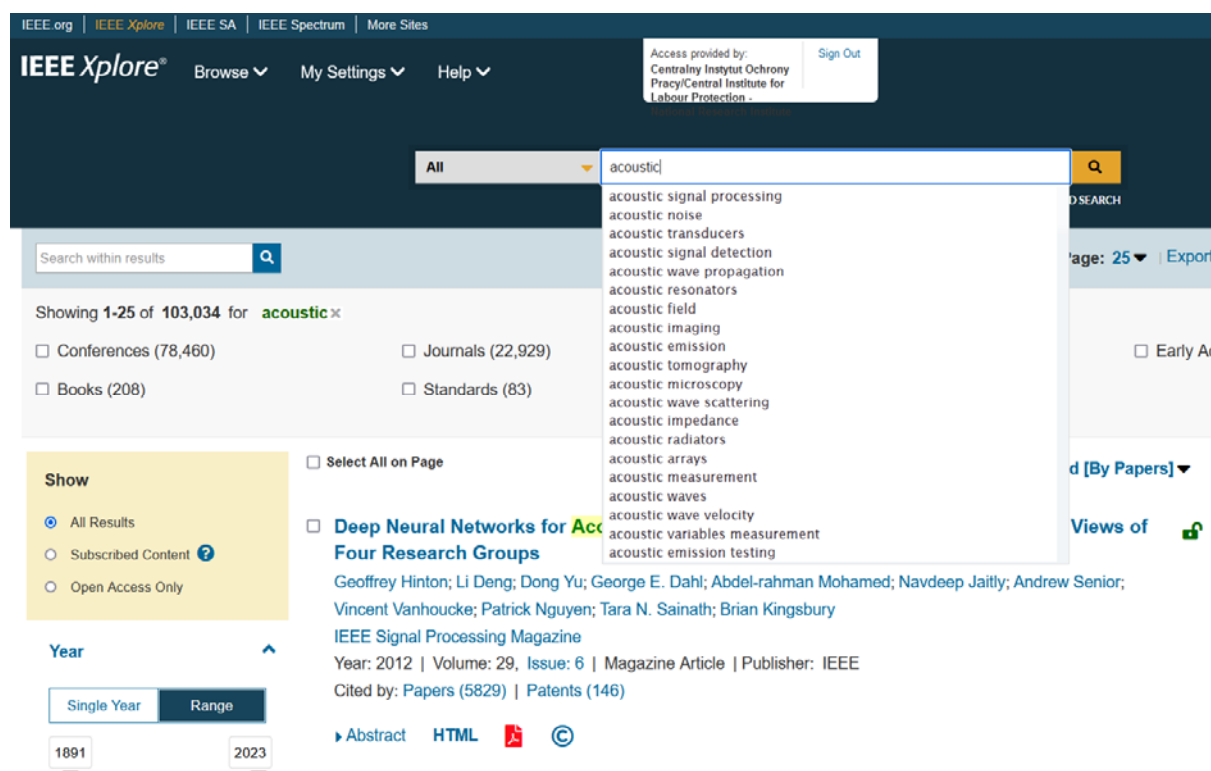 IEEE.org | IEEE Xplore | IEEE SA | IEEE Spectrum | More Sites
IEEE Xplore®
Browse
My Settings
Help
Access provided by:
Centralny Instytut Ochrony
Pracy/Central Institute for
Labour Protection -
National Research Institute
Sign Out
All
acoustic
D SEARCH
acoustic signal processing
acoustic noise
acoustic transducers
acoustic signal detection
acoustic wave propagation
acoustic resonators
acoustic field
acoustic imaging
acoustic emission
acoustic tomography
acoustic microscopy
acoustic wave scattering
acoustic impedance
acoustic radiators
acoustic arrays
acoustic measurement
acoustic waves
acoustic wave velocity
acoustic variables measurement
acoustic emission testing
Search within results
Page: 25 | Export
Showing 1-25 of 103,034 for acoustic ×
Conferences (78,460)
Journals (22,929)
Early Ac
Books (208)
Standards (83)
Show
All Results
Subscribed Content ?
Open Access Only
Year
Single Year
Range
1891
2023
Select All on Page
d [By Papers]
Deep Neural Networks for Aco Views of
Four Research Groups
Geoffrey Hinton; Li Deng; Dong Yu; George E. Dahl; Abdel-rahman Mohamed; Navdeep Jaitly; Andrew Senior;
Vincent Vanhoucke; Patrick Nguyen; Tara N. Sainath; Brian Kingsbury
IEEE Signal Processing Magazine
Year: 2012 | Volume: 29, Issue: 6 | Magazine Article | Publisher: IEEE
Cited by: Papers (5829) | Patents (146)
Abstract
HTML
©